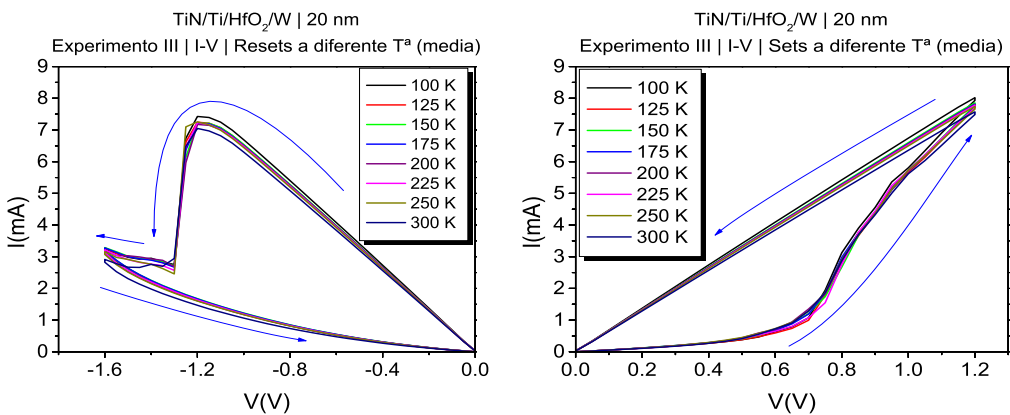 TiN/Ti/HfO₂/W | 20 nm
Experimento III | I-V | Resets a diferente Tª (media)
9
8
7
6
5
4
3
2
1
0
I(mA)
100 K
125 K
150 K
175 K
200 K
225 K
250 K
300 K
-1.6
-1.2
-0.8
-0.4
0.0
V(V)
TiN/Ti/HfO₂/W | 20 nm
Experimento III | I-V | Sets a diferente Tª (media)
9
8
7
6
5
4
3
2
1
0
I(mA)
100 K
125 K
150 K
175 K
200 K
225 K
250 K
300 K
0.0
0.2
0.4
0.6
0.8
1.0
1.2
V(V)